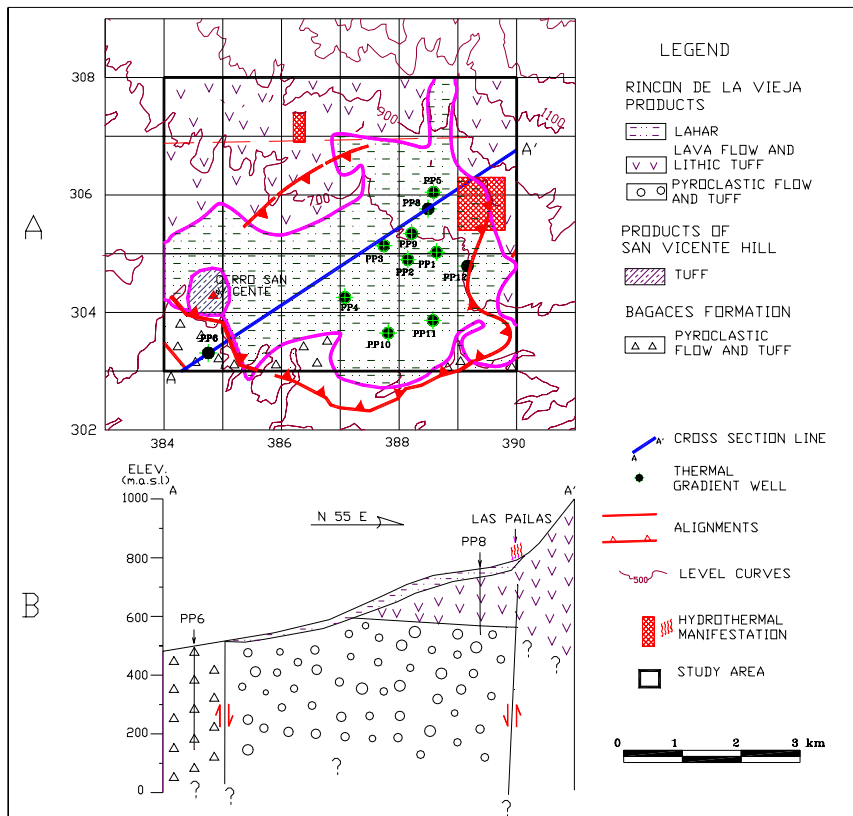 A
308
306
304
302
384
386
388
390
900
1100
700
A'
PP5
PP8
PP9
PP3
PP2
PP1
PP12
CERRO SAN
VICENTE
PP4
PP6
PP10
PP11
A
LEGEND
RINCON DE LA VIEJA
PRODUCTS
LAHAR
LAVA FLOW AND
LITHIC TUFF
PYROCLASTIC FLOW
AND TUFF
PRODUCTS OF
SAN VICENTE HILL
TUFF
BAGACES FORMATION
PYROCLASTIC
FLOW AND TUFF
A'
A
CROSS SECTION LINE
THERMAL
GRADIENT WELL
ALIGNMENTS
500
LEVEL CURVES
HYDROTHERMAL
MANIFESTATION
STUDY AREA
0 1 2 3 km
B
ELEV.
(m.a.s.l)
A
A'
1000
800
600
400
200
0
N 55 E
LAS PAILAS
PP8
PP6
?
?
?
?
?
?